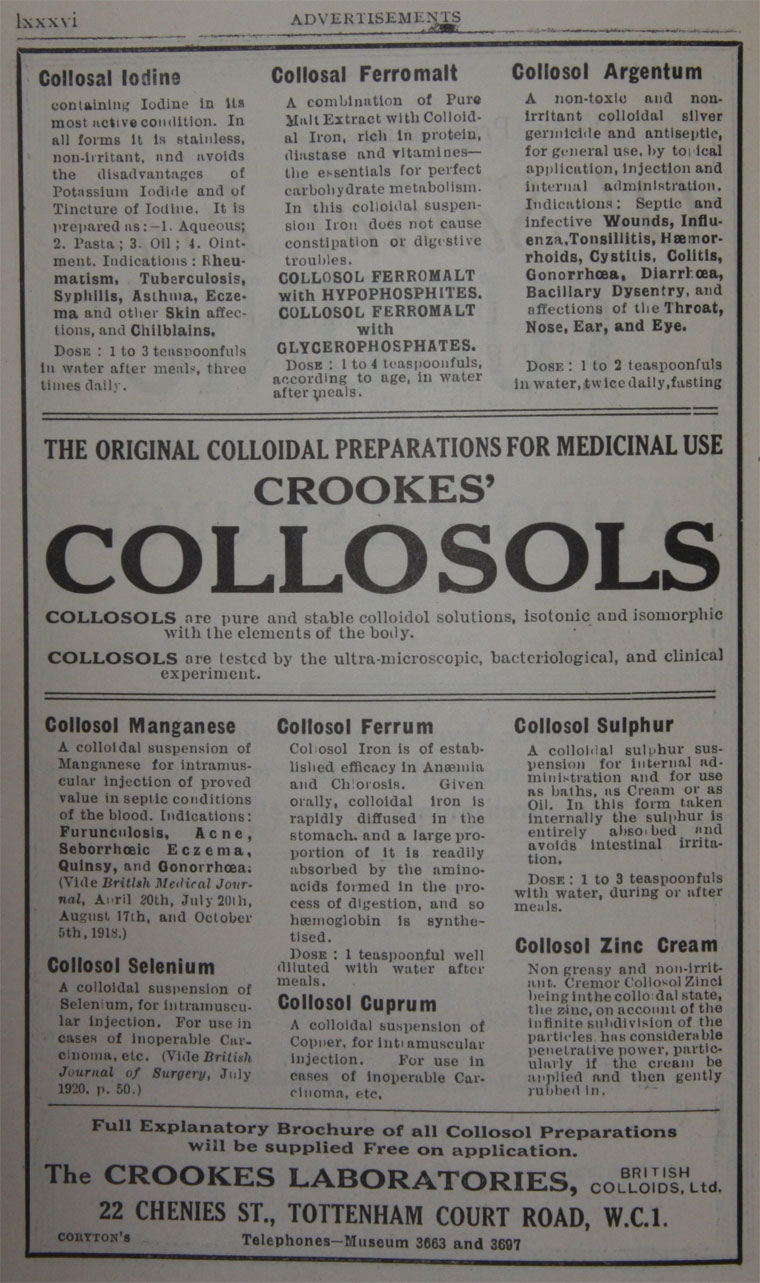 lxxxvi
ADVERTISEMENTS
Collosal Iodine
containing Iodine in its
most active condition. In
all forms it is stainless,
non-irritant, and avoids
the disadvantages of
Potassium Iodide and of
Tincture of Iodine. It is
prepared as:—1. Aqueous;
2. Pasta; 3. Oil; 4. Oint-
ment. Indications: Rheu-
matism, Tuberculosis,
Syphilis, Asthma, Ecze-
ma and other Skin affec-
tions, and Chilblains.
DOSE: 1 to 3 teaspoonfuls
in water after meals, three
times daily.
Collosal Ferromalt
A combination of Pure
Malt Extract with Colloid-
al Iron, rich in protein,
diastase and vitamines—
the essentials for perfect
carbohydrate metabolism.
In this colloidal suspen-
sion Iron does not cause
constipation or digestive
troubles.
COLLOSOL FERROMALT
with HYPOPHOSPHITES.
COLLOSOL FERROMALT
with
GLYCEROPHOSPHATES.
DOSE: 1 to 4 teaspoonfuls,
according to age, in water
after meals.
Collosol Argentum
A non-toxic and non-
irritant colloidal silver
germicide and antiseptic,
for general use, by topical
application, injection and
internal administration.
Indications: Septic and
infective Wounds, Influ-
enza, Tonsillitis, Hæmor-
rhoids, Cystitis, Colitis,
Gonorrhœa, Diarrhœa,
Bacillary Dysentry, and
affections of the Throat,
Nose, Ear, and Eye.
DOSE: 1 to 2 teaspoonfuls
in water, twice daily, fasting
THE ORIGINAL COLLOIDAL PREPARATIONS FOR MEDICINAL USE
CROOKES'
COLLOSOLS
COLLOSOLS are pure and stable colloidol solutions, isotonic and isomorphic
with the elements of the body.
COLLOSOLS are tested by the ultra-microscopic, bacteriological, and clinical
experiment.
Collosol Manganese
A colloidal suspension of
Manganese for intramus-
cular injection of proved
value in septic conditions
of the blood. Indications:
Furunculosis, Acne,
Seborrhœic Eczema,
Quinsy, and Gonorrhœa.
(Vide British Medical Jour-
nal, April 20th, July 20th,
August 17th, and October
5th, 1918.)
Collosol Selenium
A colloidal suspension of
Selenium, for intramuscu-
lar injection. For use in
cases of inoperable Car-
cinoma, etc. (Vide British
Journal of Surgery, July
1920, p. 50.)
Collosol Ferrum
Collosol Iron is of estab-
lished efficacy in Anæmia
and Chlorosis. Given
orally, colloidal iron is
rapidly diffused in the
stomach, and a large pro-
portion of it is readily
absorbed by the amino-
acids formed in the pro-
cess of digestion, and so
hæmoglobin is synthe-
tised.
DOSE: 1 teaspoonful well
diluted with water after
meals.
Collosol Cuprum
A colloidal suspension of
Copper, for intramuscular
injection. For use in
cases of inoperable Car-
cinoma, etc.
Collosol Sulphur
A colloidal sulphur sus-
pension for internal ad-
ministration and for use
as baths, as Cream or as
Oil. In this form taken
internally the sulphur is
entirely absorbed and
avoids intestinal irrita-
tion.
DOSE: 1 to 3 teaspoonfuls
with water, during or after
meals.
Collosol Zinc Cream
Non greasy and non-irrit-
ant. Cremor Collosol Zinci
being in the colloidal state,
the zinc, on account of the
infinite subdivision of the
particles, has considerable
penetrative power, partic-
ularly if the cream be
applied and then gently
rubbed in.
Full Explanatory Brochure of all Collosol Preparations
will be supplied Free on application.
The CROOKES LABORATORIES, BRITISH COLLOIDS, Ltd.
22 CHENIES ST., TOTTENHAM COURT ROAD, W.C.1.
CORYTON'S
Telephones—Museum 3663 and 3697